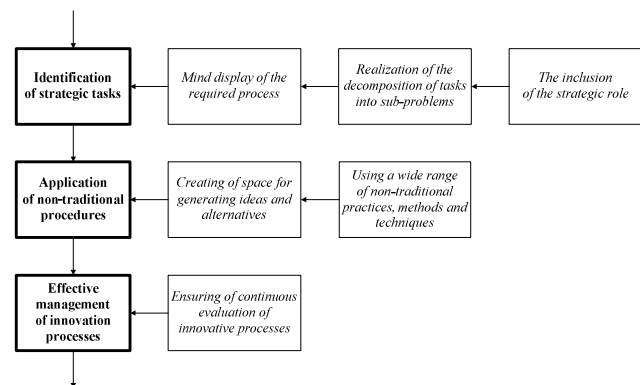 Identification
of strategic tasks
Mind display of the
required process
Realization of the
decomposition of tasks
into sub-problems
The inclusion
of the strategic role
Application
of non-traditional
procedures
Creating of space for
generating ideas and
alternatives
Using a wide range
of non-traditional
practices, methods and
techniques
Effective
management
of innovation
processes
Ensuring of continuous
evaluation of
innovative processes